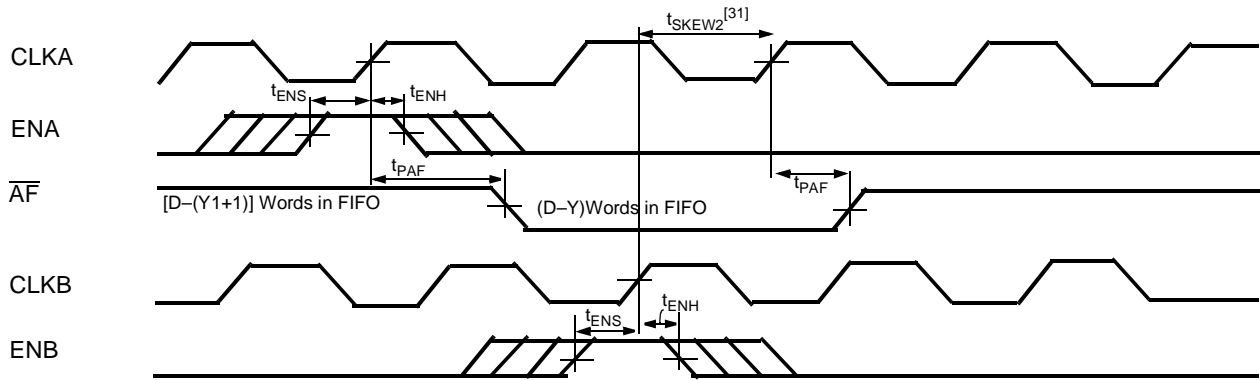 tSKEW2[31]
CLKA
tENS
tENH
ENA
tPAF
AF
[D–(Y1+1)] Words in FIFO
(D–Y)Words in FIFO
tPAF
CLKB
tENS
tENH
ENB